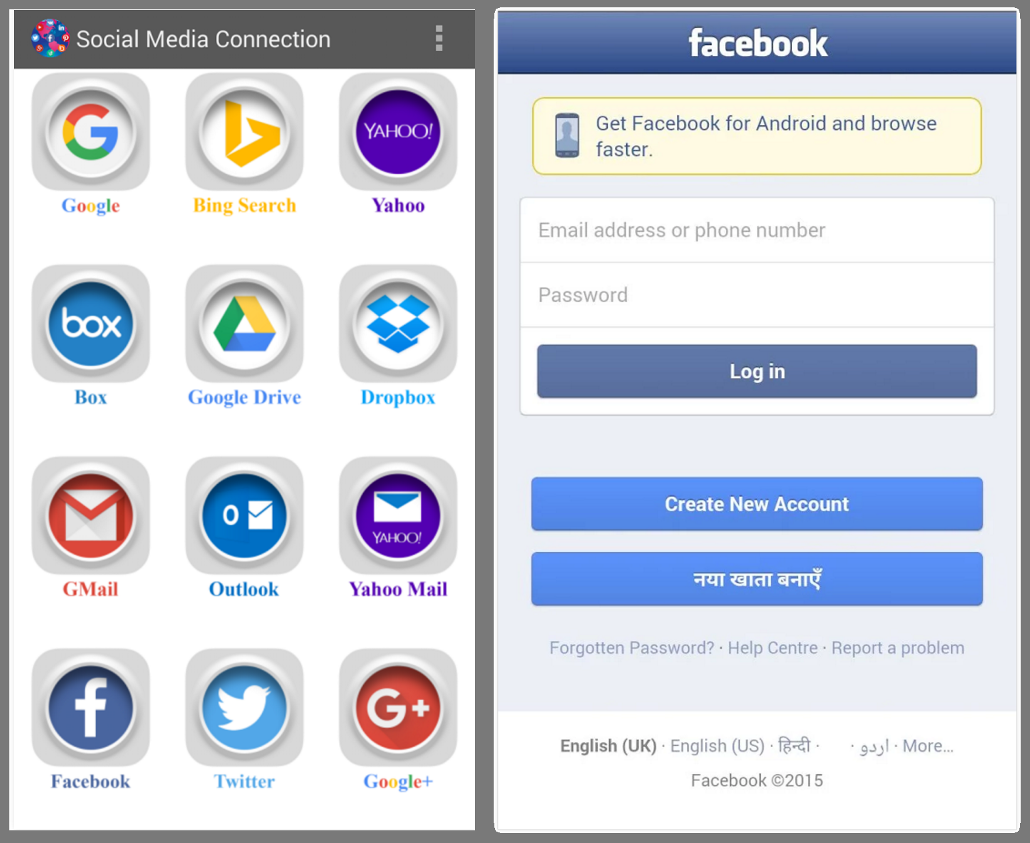 Social Media Connection
YAHOO!
Google Bing Search Yahoo
box
Box Google Drive Dropbox
O YAHOO!
GMail Outlook Yahoo Mail
G+
Facebook Twitter Google+
facebook
Get Facebook for Android and browse
faster.
Email address or phone number
Password
Log in
Create New Account
नया खाता बनाएँ
Forgotten Password? · Help Centre · Report a problem
English (UK) · English (US) · हिन्दी · · اردو · More...
Facebook ©2015